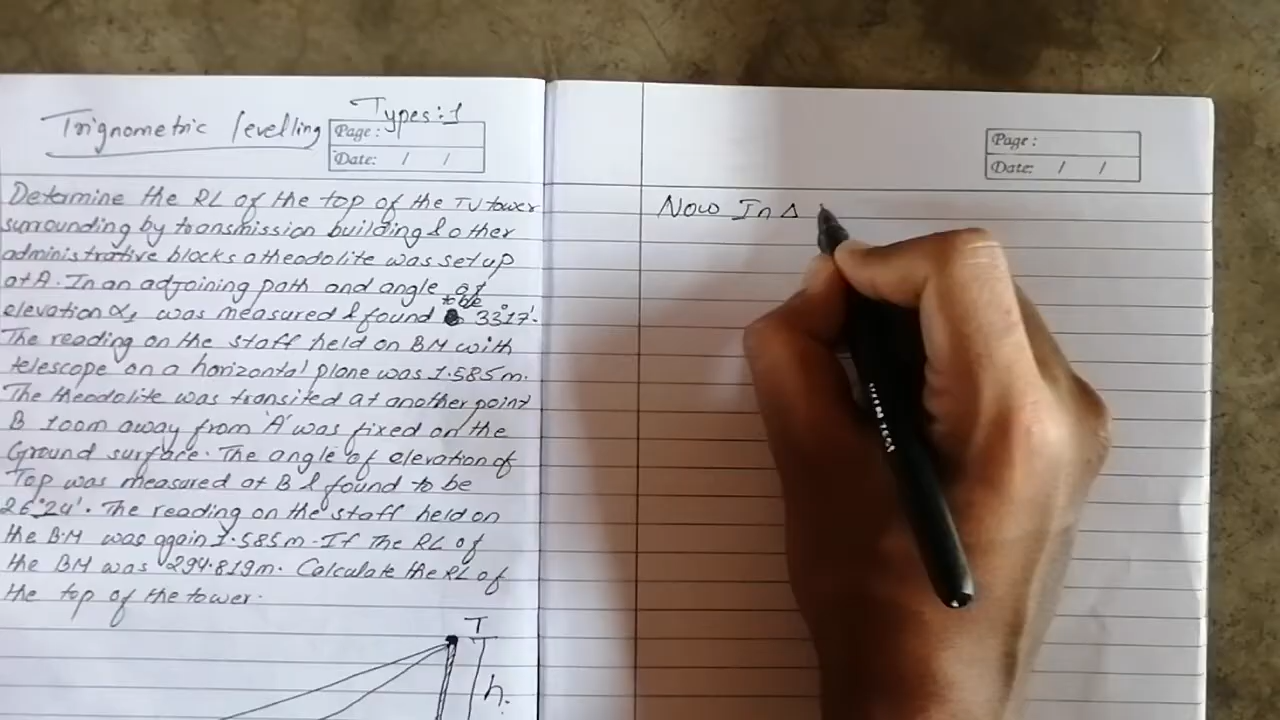 Types:1
Trignometric levelling
Page:
Date: / /
Determine the RL of the top of the TV tower
surrounding by transmission building & other
administrative blocks a theodolite was set up
at A. In an adjoining path and angle of
elevation α1 was measured & found to be 33°17'.
The reading on the staff held on BM with
telescope on a horizontal plane was 1.585m.
The theodolite was transited at another point
B 100m away from 'A' was fixed on the
Ground surface. The angle of elevation of
Top was measured at B & found to be
26°24'. The reading on the staff held on
the B.M was again 1.585m. If The RL of
the BM was 294.819m. Calculate the RL of
the top of the tower.
T
h.
Page:
Date: / /
Now In Δ